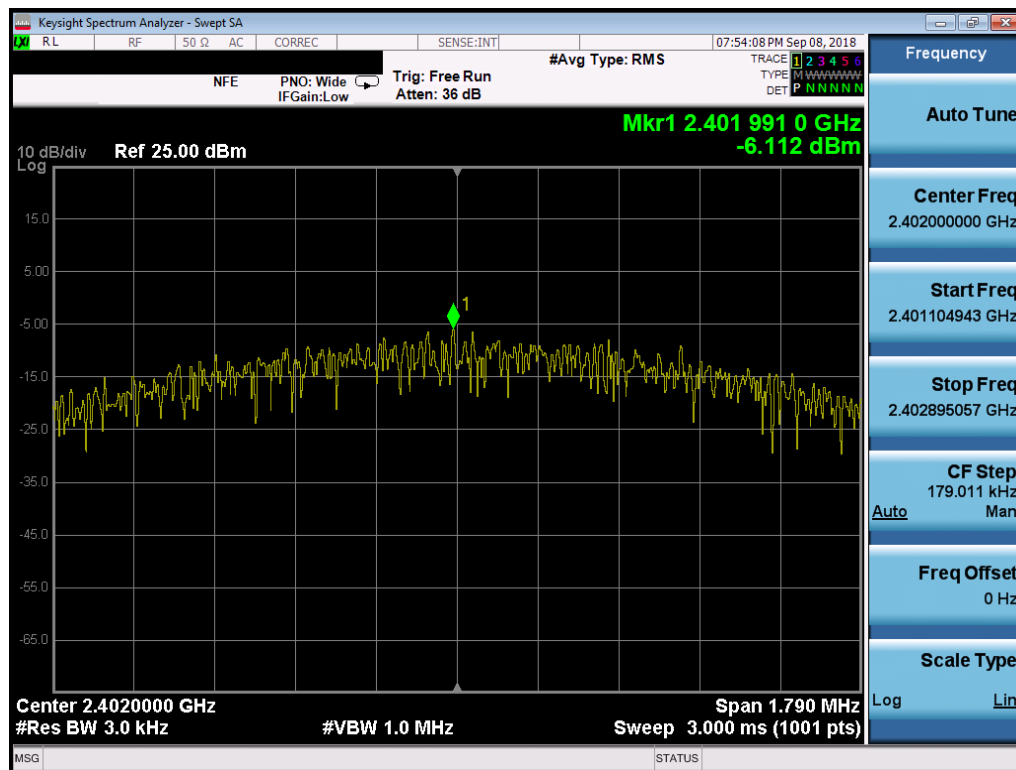 Keysight Spectrum Analyzer - Swept SA
LXI RL RF 50 Ω AC CORREC SENSE:INT 07:54:08 PM Sep 08, 2018
NFE PNO: Wide IFGain:Low
Trig: Free Run
Atten: 36 dB
#Avg Type: RMS
TRACE 1 2 3 4 5 6
TYPE M W W W W W
DET P N N N N N
Mkr1 2.401 991 0 GHz
-6.112 dBm
10 dB/div Ref 25.00 dBm
Log
15.0
5.00
-5.00
-15.0
-25.0
-35.0
-45.0
-55.0
-65.0
1
Center 2.4020000 GHz Span 1.790 MHz
#Res BW 3.0 kHz #VBW 1.0 MHz Sweep 3.000 ms (1001 pts)
MSG STATUS
Frequency
Auto Tune
Center Freq
2.402000000 GHz
Start Freq
2.401104943 GHz
Stop Freq
2.402895057 GHz
CF Step
179.011 kHz
Auto Man
Freq Offset
0 Hz
Scale Type
Log Lin